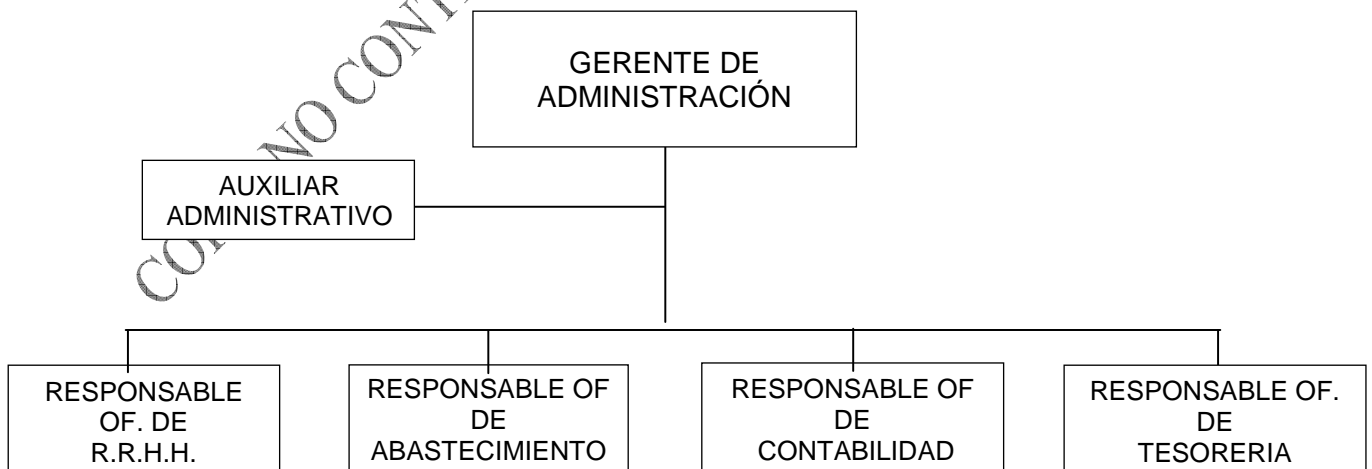 GERENTE DE
ADMINISTRACIÓN
AUXILIAR
ADMINISTRATIVO
NO
RESPONSABLE
OF. DE
R.R.H.H.
RESPONSABLE OF
DE
ABASTECIMIENTO
RESPONSABLE OF
DE
CONTABILIDAD
RESPONSABLE OF.
DE
TESORERIA